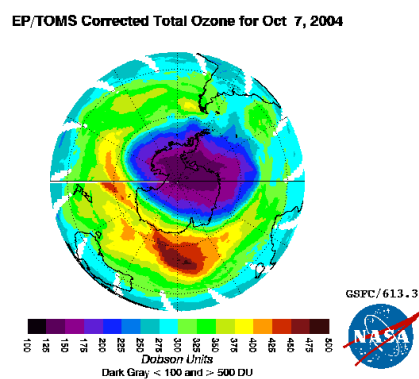 EP/TOMS Corrected Total Ozone for Oct 7, 2004
GSFC/613.3
NASA
100 125 150 175 200 225 250 275 300 325 350 375 400 425 450 475 500
Dobson Units
Dark Gray < 100 and > 500 DU